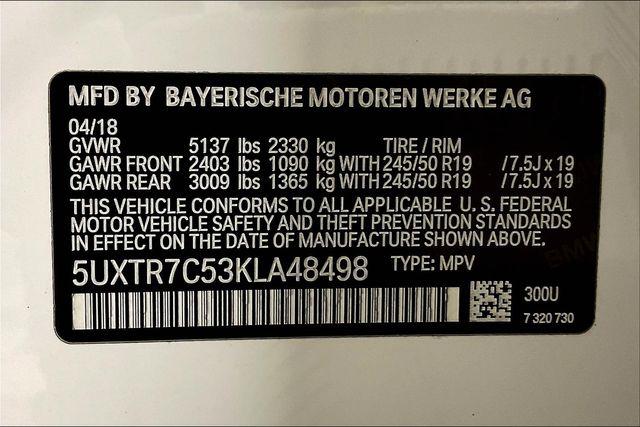 MFD BY BAYERISCHE MOTOREN WERKE AG
04/18
GVWR 5137 lbs 2330 kg TIRE / RIM
GAWR FRONT 2403 lbs 1090 kg WITH 245/50 R19 /7.5J x 19
GAWR REAR 3009 lbs 1365 kg WITH 245/50 R19 /7.5J x 19
THIS VEHICLE CONFORMS TO ALL APPLICABLE U. S. FEDERAL
MOTOR VEHICLE SAFETY AND THEFT PREVENTION STANDARDS
IN EFFECT ON THE DATE OF MANUFACTURE SHOWN ABOVE.
5UXTR7C53KLA48498 TYPE: MPV
300U
7 320 730